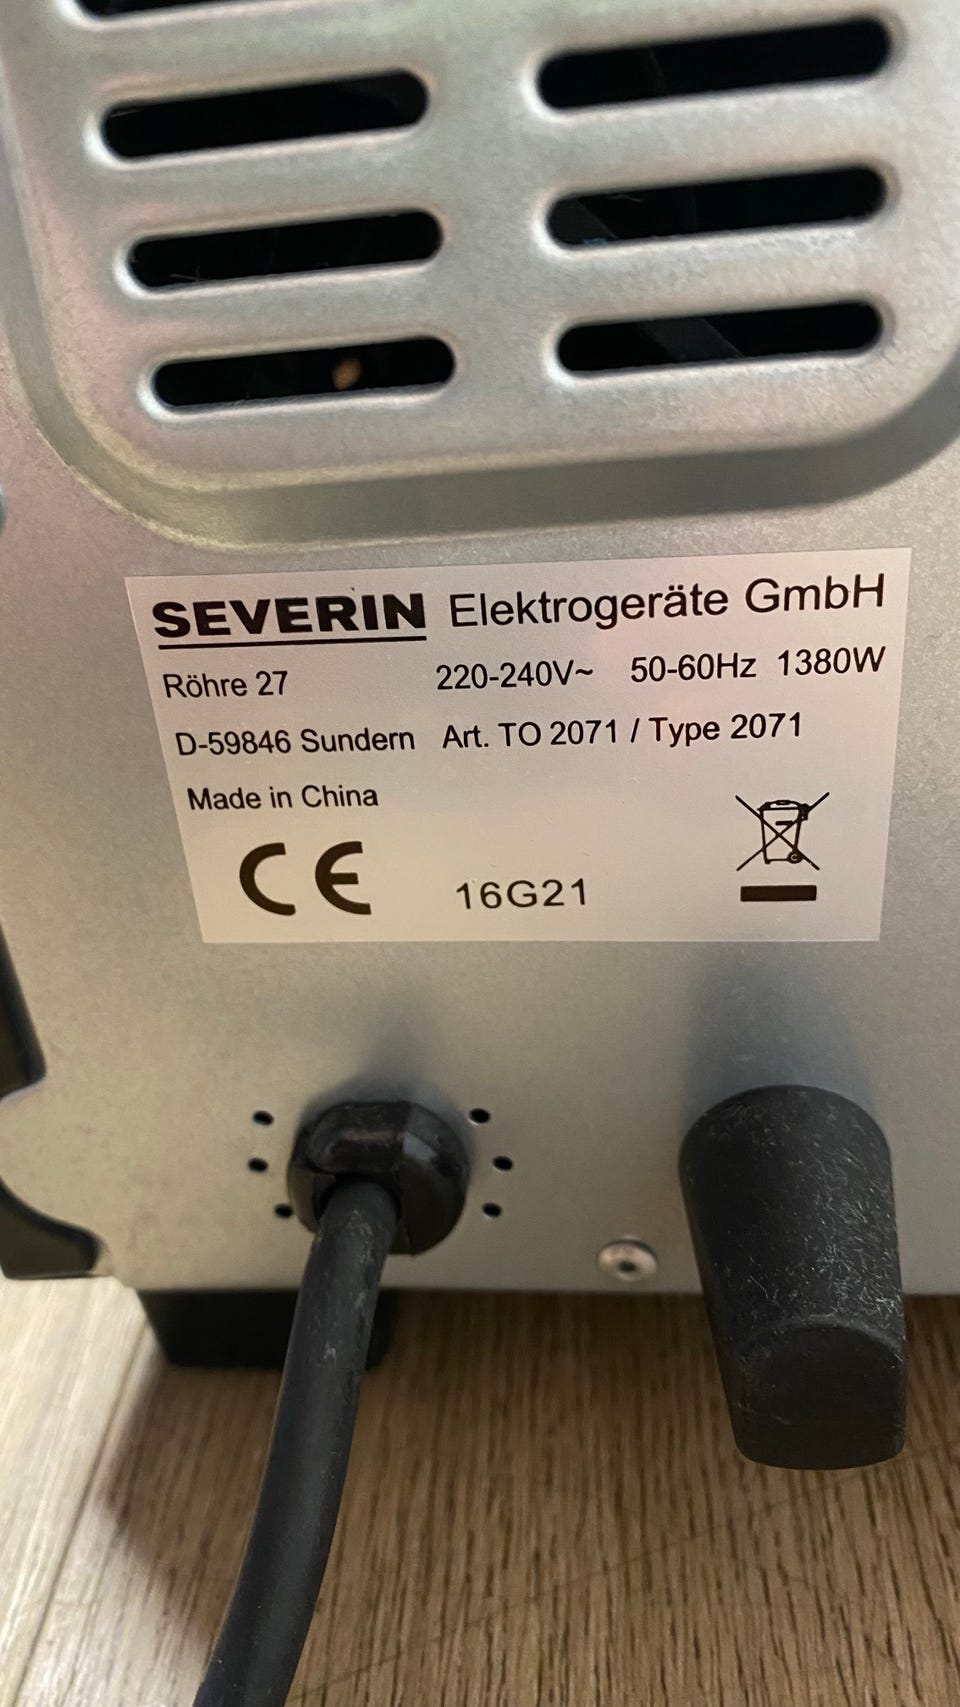 SEVERIN Elektrogeräte GmbH
Röhre 27 220-240V~ 50-60Hz 1380W
D-59846 Sundern Art. TO 2071 / Type 2071
Made in China
CE 16G21